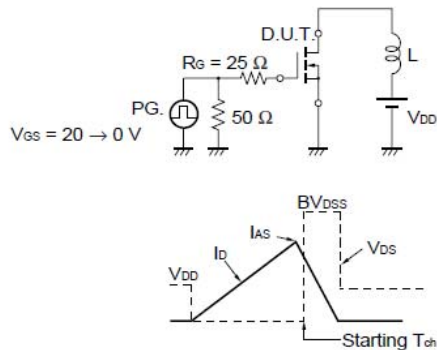 D.U.T.
RG = 25 Ω
L
PG.
50 Ω
VDD
VGS = 20 → 0 V
BVDSS
IAS
ID
VDS
VDD
Starting Tch